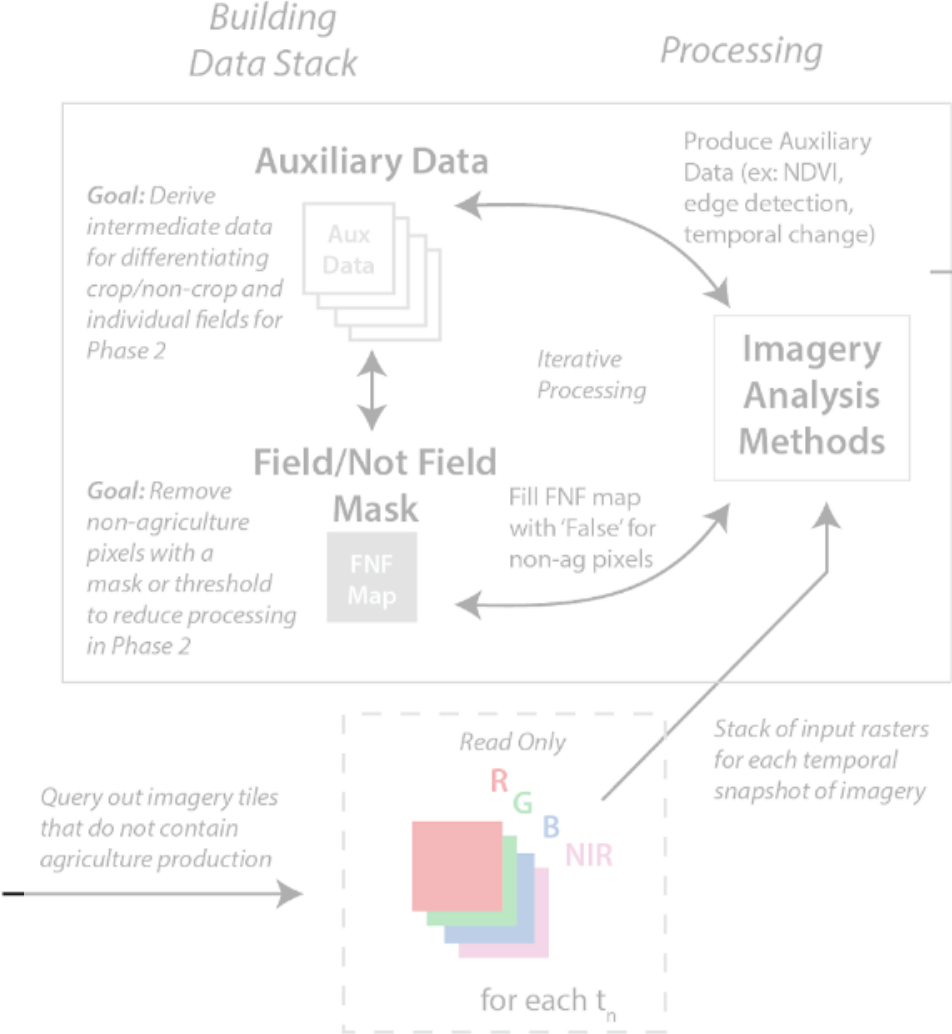 Building
Data Stack
Processing
Auxiliary Data
Goal: Derive
intermediate data
for differentiating
crop/non-crop and
individual fields for
Phase 2
Aux
Data
Produce Auxiliary
Data (ex: NDVI,
edge detection,
temporal change)
Iterative
Processing
Imagery
Analysis
Methods
Field/Not Field
Mask
Goal: Remove
non-agriculture
pixels with a
mask or threshold
to reduce processing
in Phase 2
FNF
Map
Fill FNF map
with ‘False’ for
non-ag pixels
Stack of input rasters
for each temporal
snapshot of imagery
Query out imagery tiles
that do not contain
agriculture production
Read Only
R
G
B
NIR
for each tn